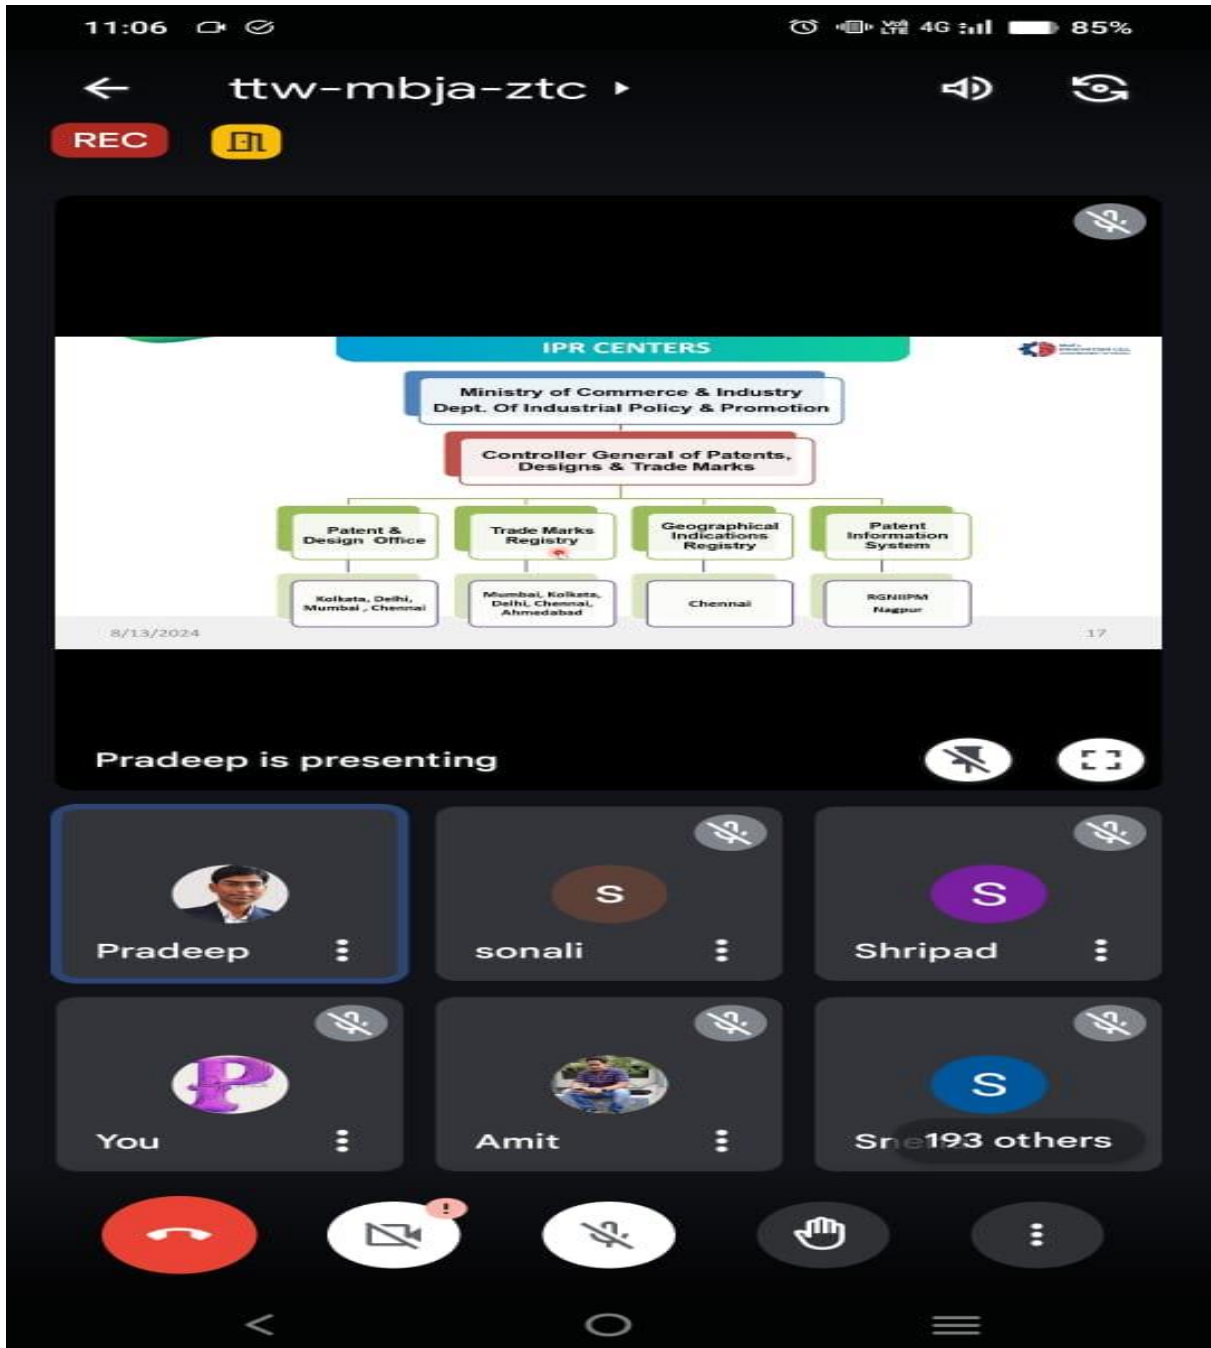 11:06
VoLTE 4G 85%
ttw-mbja-ztc
REC
IPR CENTERS
Ministry of Commerce & Industry
Dept. Of Industrial Policy & Promotion
Controller General of Patents,
Designs & Trade Marks
Patent &
Design Office
Trade Marks
Registry
Geographical
Indications
Registry
Patent
Information
System
Kolkata, Delhi,
Mumbai , Chennai
Mumbai, Kolkata,
Delhi, Chennai,
Ahmedabad
Chennai
RGNIIPM
Nagpur
8/13/2024
17
Pradeep is presenting
Pradeep
s
sonali
S
Shripad
P
You
Amit
S
193 others